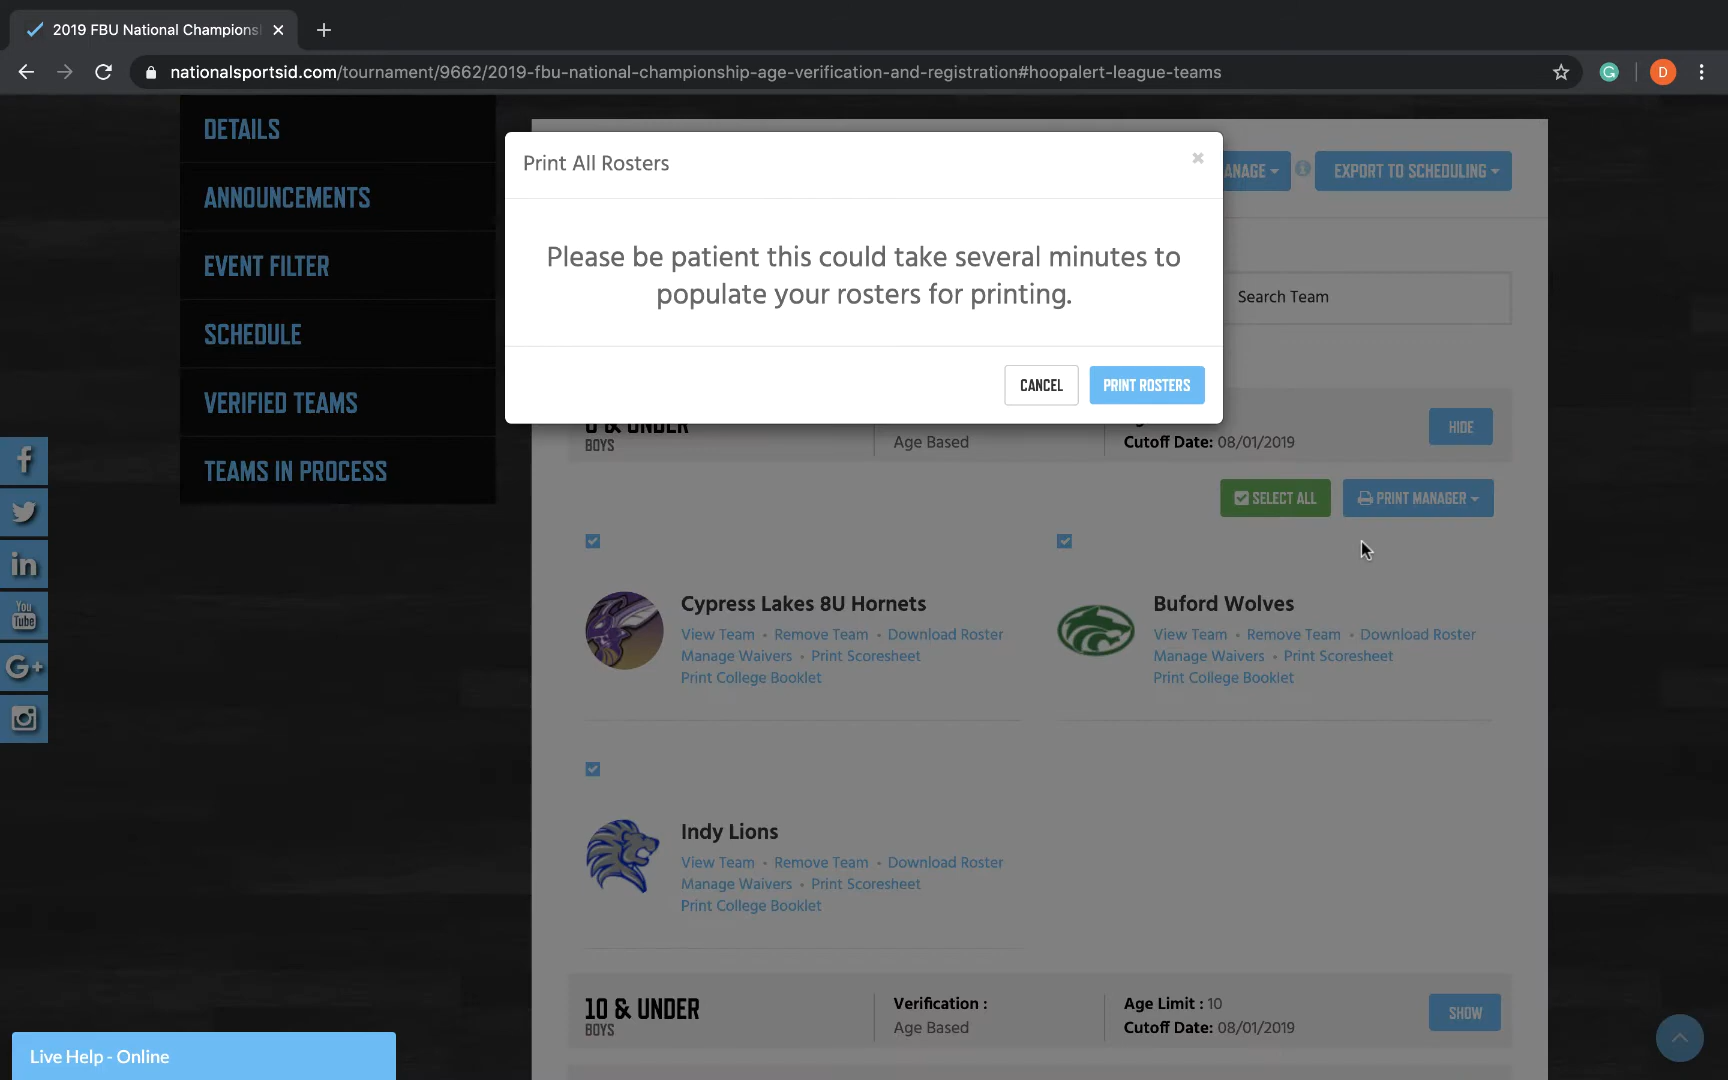 2019 FBU National Champions
nationalsportsid.com/tournament/9662/2019-fbu-national-championship-age-verification-and-registration#hoopalert-league-teams
G
D
DETAILS
ANNOUNCEMENTS
EVENT FILTER
SCHEDULE
VERIFIED TEAMS
TEAMS IN PROCESS
f
in
You
Tube
G+
Print All Rosters
×
Please be patient this could take several minutes to
populate your rosters for printing.
CANCEL
PRINT ROSTERS
ANAGE
EXPORT TO SCHEDULING
Search Team
8 & UNDER
BOYS
Age Based
Cutoff Date: 08/01/2019
HIDE
SELECT ALL
PRINT MANAGER
Cypress Lakes 8U Hornets
View Team • Remove Team • Download Roster
Manage Waivers • Print Scoresheet
Print College Booklet
Buford Wolves
View Team • Remove Team • Download Roster
Manage Waivers • Print Scoresheet
Print College Booklet
Indy Lions
View Team • Remove Team • Download Roster
Manage Waivers • Print Scoresheet
Print College Booklet
10 & UNDER
BOYS
Verification :
Age Based
Age Limit : 10
Cutoff Date: 08/01/2019
SHOW
Live Help - Online